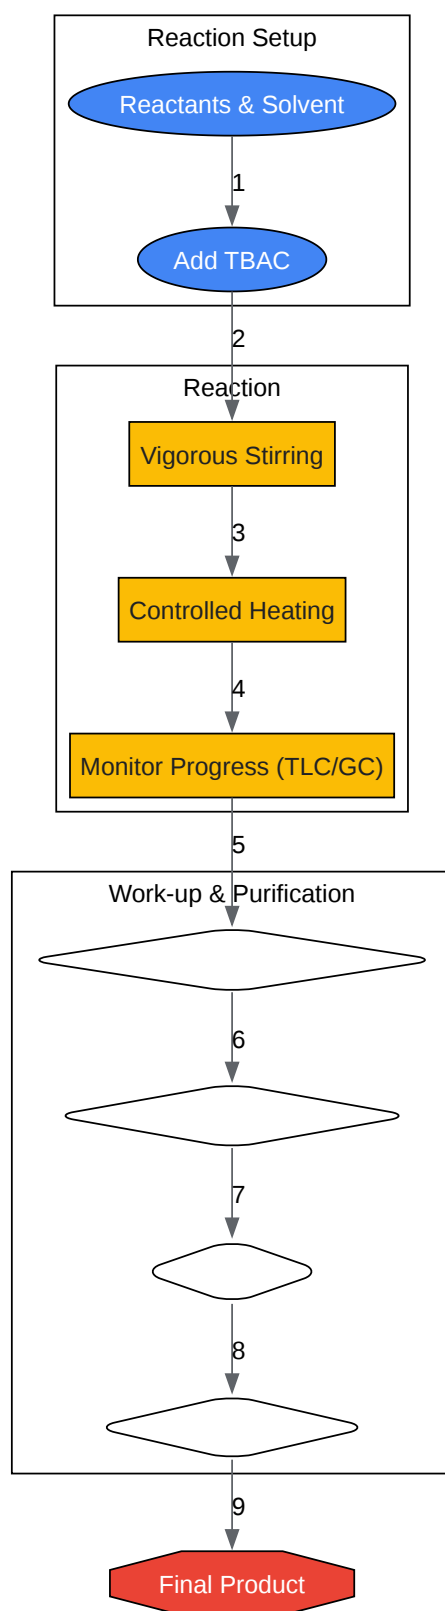 Reaction Setup
Reactants & Solvent
1
Add TBAC
2
Reaction
Vigorous Stirring
3
Controlled Heating
4
Monitor Progress (TLC/GC)
5
Work-up & Purification
6
7
8
9
Final Product